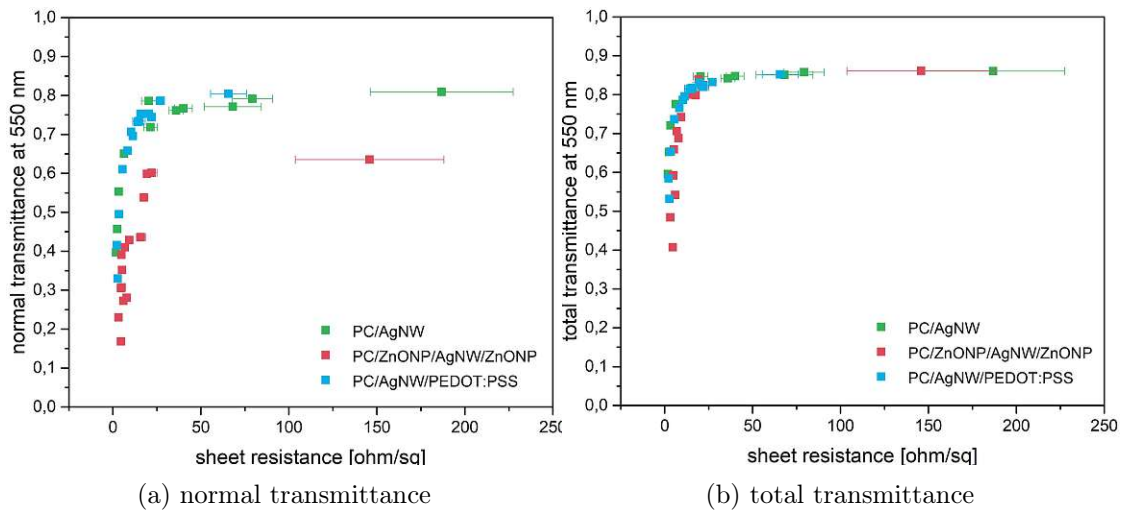 1,0
0,9
0,8
0,7
0,6
0,5
0,4
0,3
0,2
0,1
0,0
normal transmittance at 550 nm
PC/AgNW
PC/ZnONP/AgNW/ZnONP
PC/AgNW/PEDOT:PSS
0 50 100 150 200 250
sheet resistance [ohm/sq]
(a) normal transmittance
1,0
0,9
0,8
0,7
0,6
0,5
0,4
0,3
0,2
0,1
0,0
total transmittance at 550 nm
PC/AgNW
PC/ZnONP/AgNW/ZnONP
PC/AgNW/PEDOT:PSS
0 50 100 150 200 250
sheet resistance [ohm/sq]
(b) total transmittance